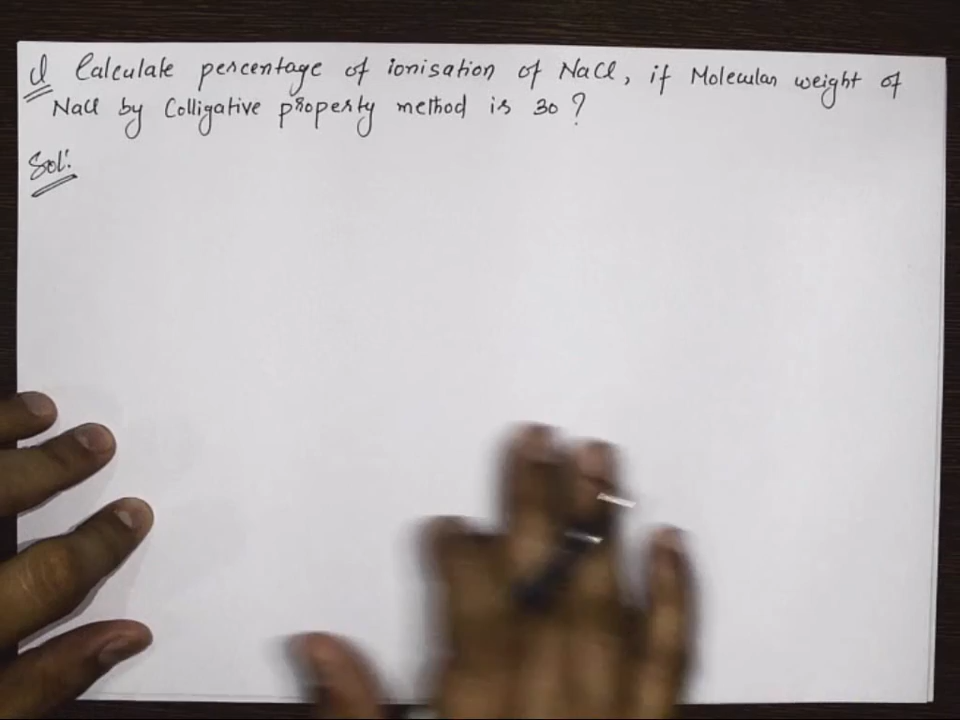 Q Calculate percentage of ionisation of NaCl, if Molecular weight of
NaCl by Colligative property method is 30 ?
Sol: